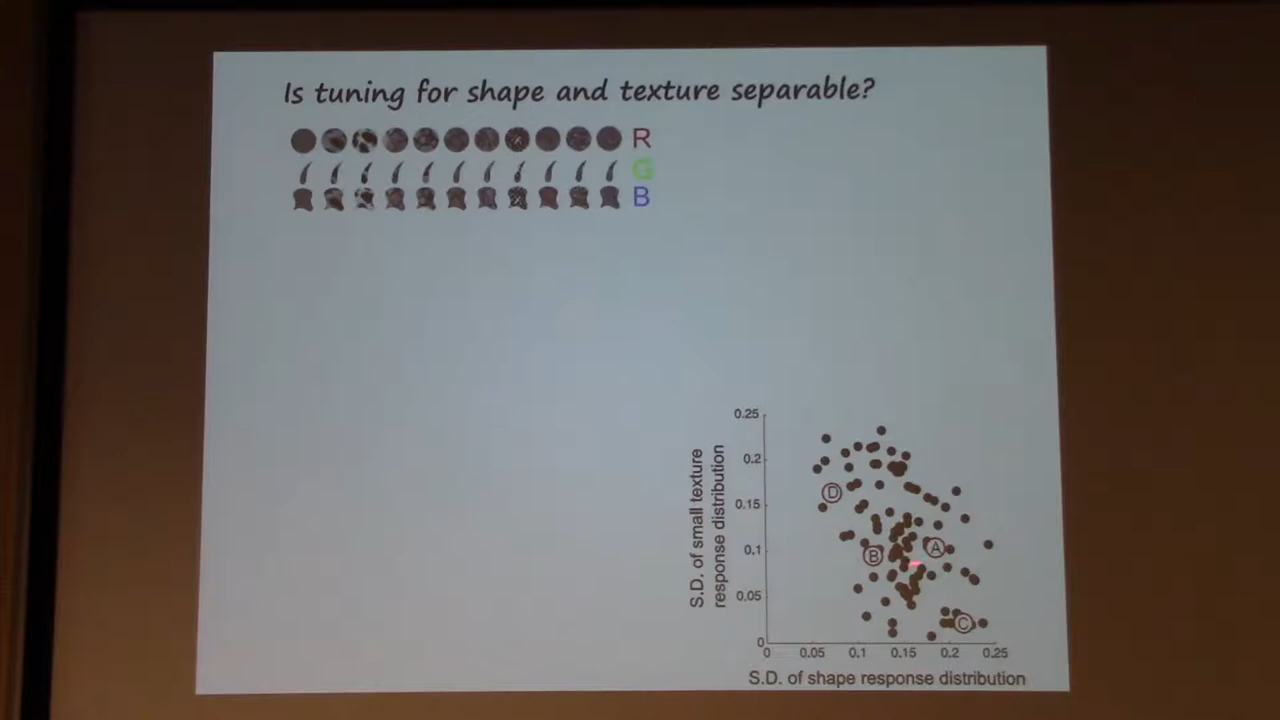 Is tuning for shape and texture separable?
R
G
B
S.D. of small texture
response distribution
0.25
0.2
0.15
0.1
0.05
0
D
B
A
C
0
0.05
0.1
0.15
0.2
0.25
S.D. of shape response distribution